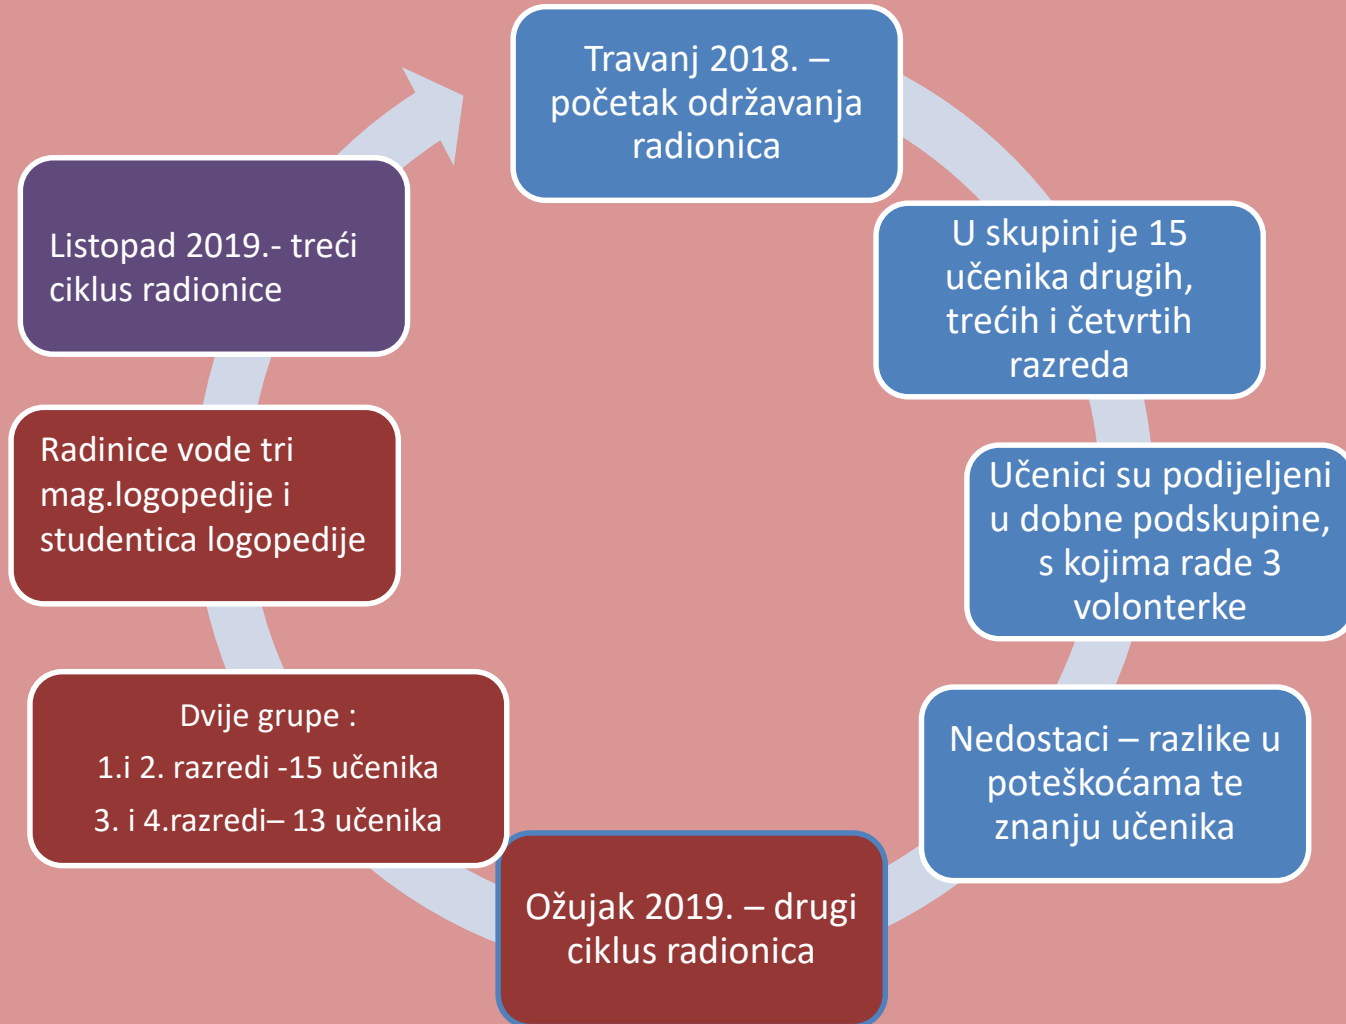 Travanj 2018. –
početak održavanja
radionica
U skupini je 15
učenika drugih,
trećih i četvrtih
razreda
Učenici su podijeljeni
u dobne podskupine,
s kojima rade 3
volonterke
Nedostaci – razlike u
poteškoćama te
znanju učenika
Ožujak 2019. – drugi
ciklus radionica
Dvije grupe :
1.i 2. razredi -15 učenika
3. i 4.razredi– 13 učenika
Radinice vode tri
mag.logopedije i
studentica logopedije
Listopad 2019.- treći
ciklus radionice